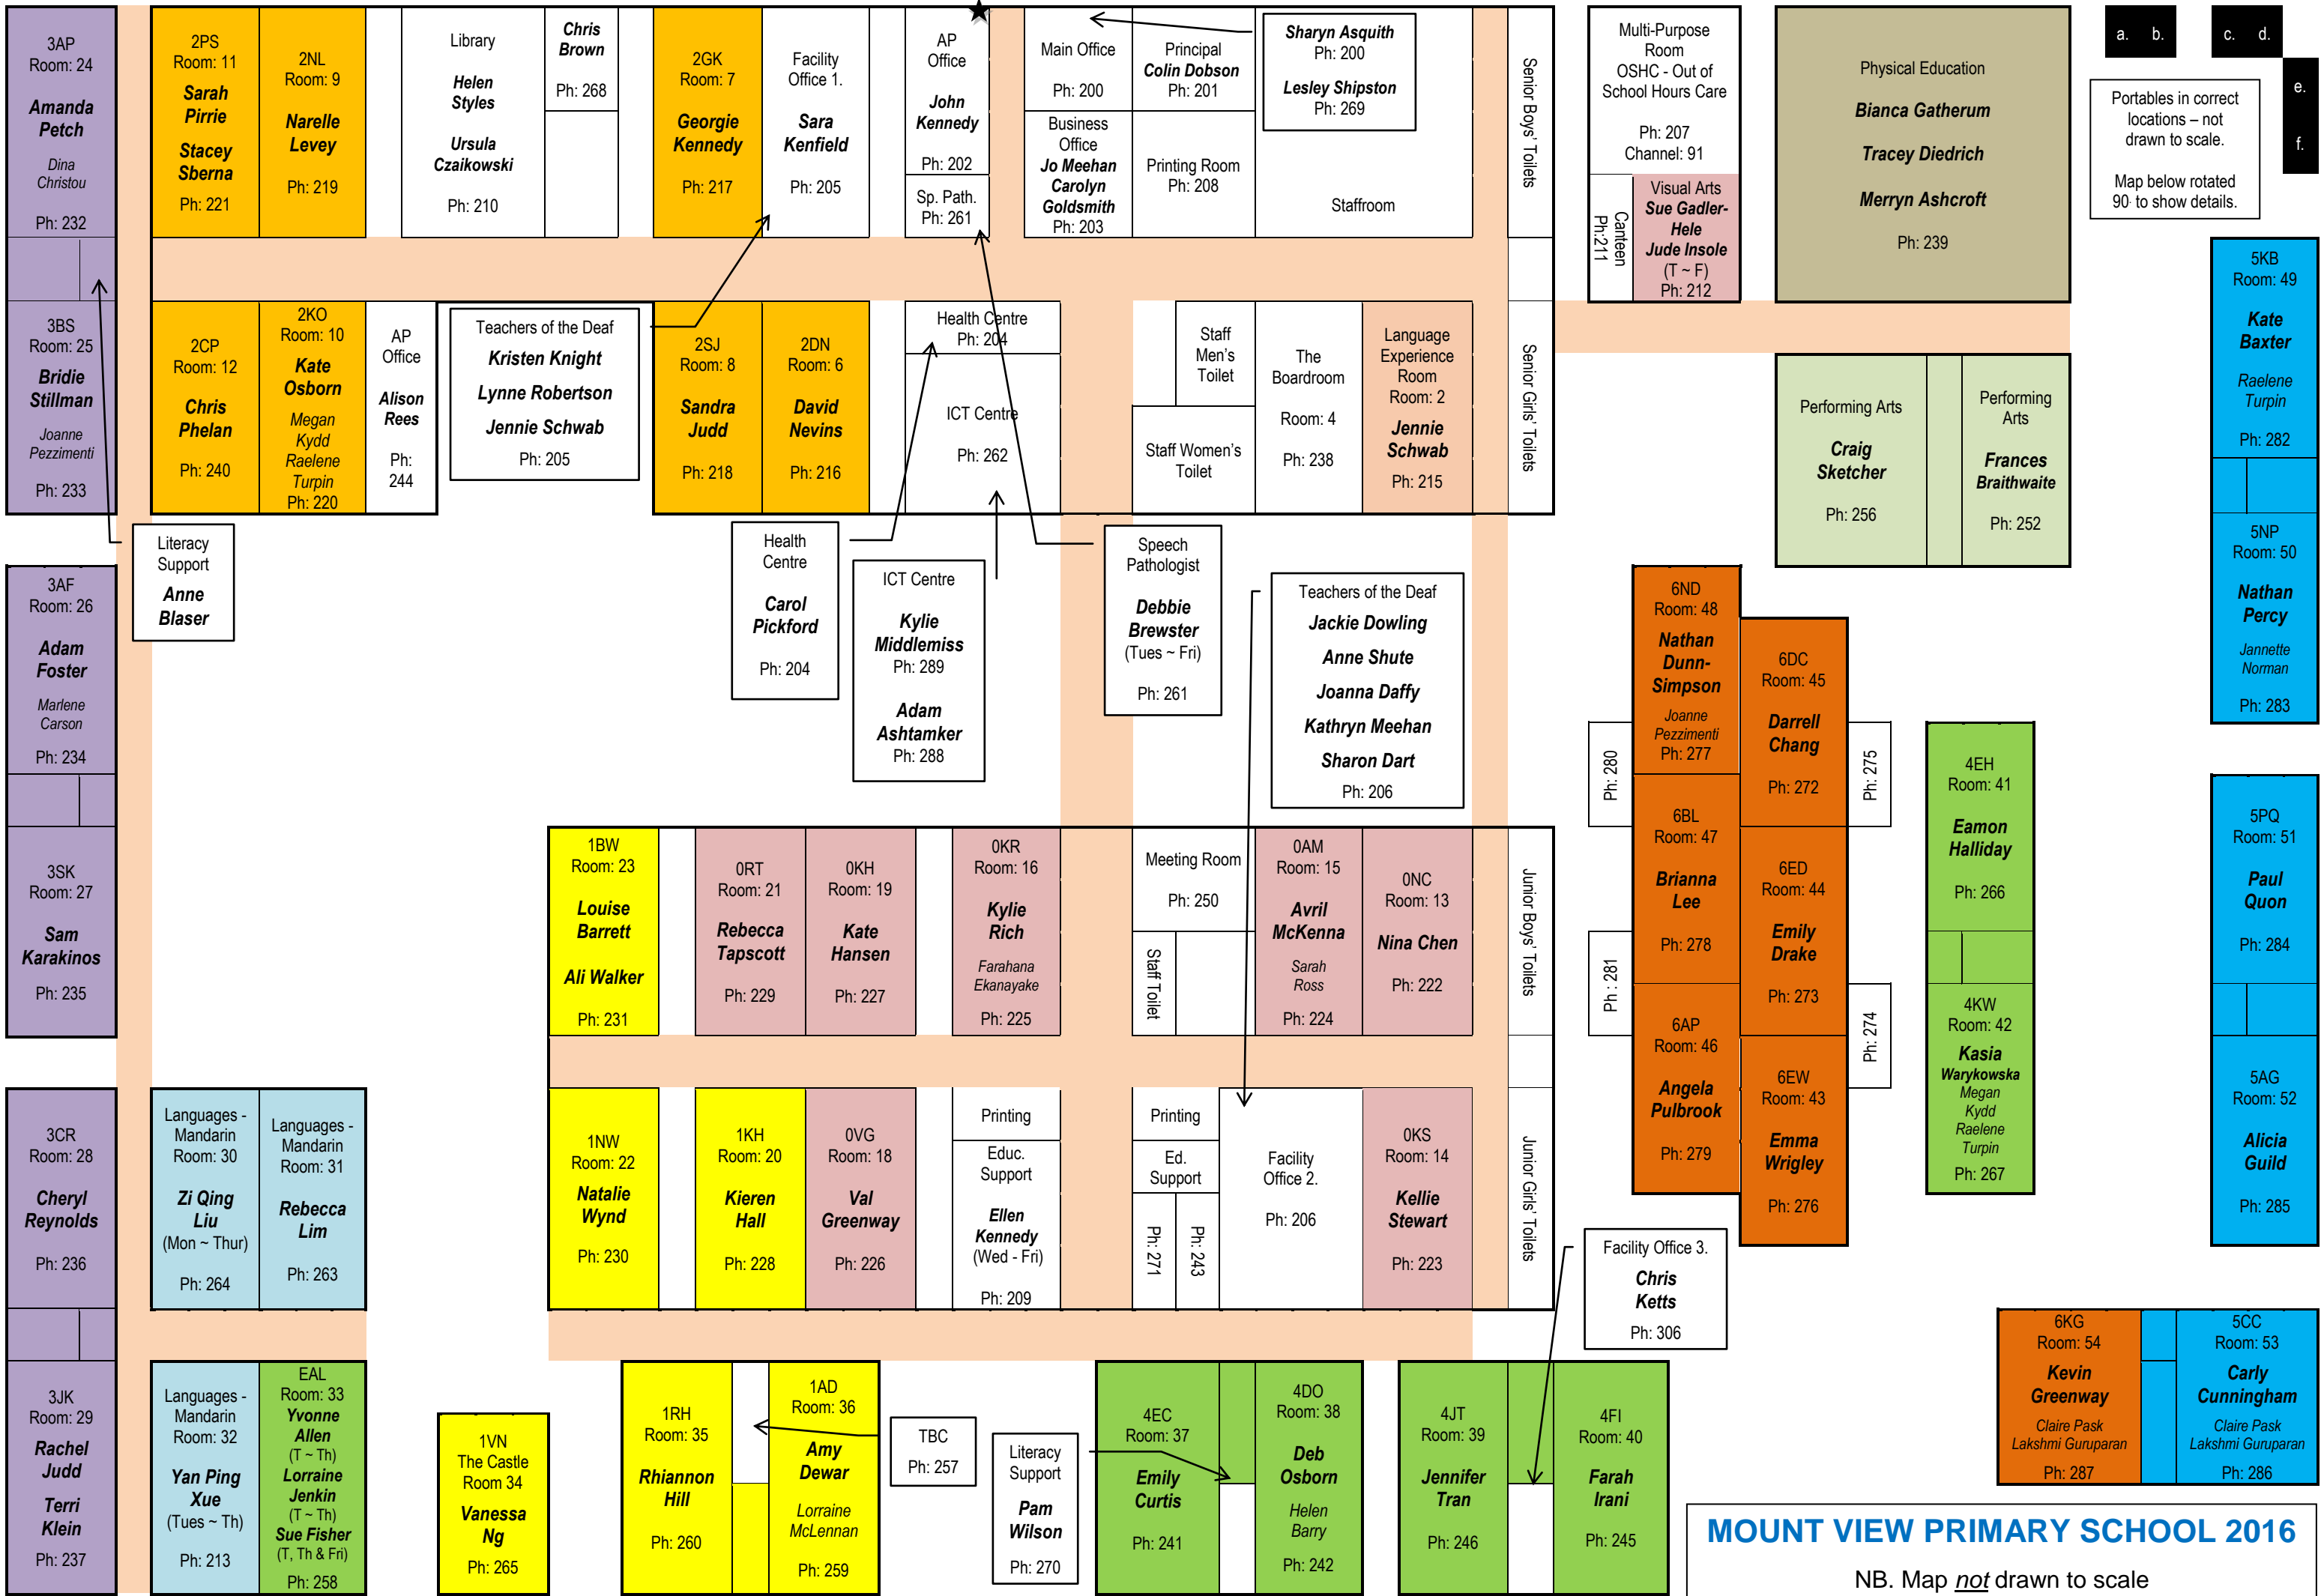 3AP
Room: 24
Amanda
Petch
Dina
Christou
Ph: 232
2PS
Room: 11
Sarah
Pirrie
Stacey
Sberna
Ph: 221
2NL
Room: 9
Narelle
Levey
Ph: 219
Library
Helen
Styles
Ursula
Czaikowski
Ph: 210
Chris
Brown
Ph: 268
2GK
Room: 7
Georgie
Kennedy
Ph: 217
Facility
Office 1.
Sara
Kenfield
Ph: 205
AP
Office
John
Kennedy
Ph: 202
Sp. Path.
Ph: 261
Main Office
Ph: 200
Business
Office
Jo Meehan
Carolyn
Goldsmith
Ph: 203
Principal
Colin Dobson
Ph: 201
Printing Room
Ph: 208
Sharyn Asquith
Ph: 200
Lesley Shipston
Ph: 269
Staffroom
Senior Boys' Toilets
Multi-Purpose
Room
OSHC - Out of
School Hours Care
Ph: 207
Channel: 91
Canteen
Ph:211
Visual Arts
Sue Gadler-
Hele
Jude Insole
(T ~ F)
Ph: 212
Physical Education
Bianca Gatherum
Tracey Diedrich
Merryn Ashcroft
Ph: 239
a. b.
c. d.
e.
f.
Portables in correct
locations – not
drawn to scale.
Map below rotated
90· to show details.
3BS
Room: 25
Bridie
Stillman
Joanne
Pezzimenti
Ph: 233
2CP
Room: 12
Chris
Phelan
Ph: 240
2KO
Room: 10
Kate
Osborn
Megan
Kydd
Raelene
Turpin
Ph: 220
AP
Office
Alison
Rees
Ph:
244
Teachers of the Deaf
Kristen Knight
Lynne Robertson
Jennie Schwab
Ph: 205
2SJ
Room: 8
Sandra
Judd
Ph: 218
2DN
Room: 6
David
Nevins
Ph: 216
Health Centre
Ph: 204
ICT Centre
Ph: 262
Staff
Men's
Toilet
Staff Women's
Toilet
The
Boardroom
Room: 4
Ph: 238
Language
Experience
Room
Room: 2
Jennie
Schwab
Ph: 215
Senior Girls' Toilets
Performing Arts
Craig
Sketcher
Ph: 256
Performing
Arts
Frances
Braithwaite
Ph: 252
5KB
Room: 49
Kate
Baxter
Raelene
Turpin
Ph: 282
5NP
Room: 50
Nathan
Percy
Jannette
Norman
Ph: 283
Literacy
Support
Anne
Blaser
3AF
Room: 26
Adam
Foster
Marlene
Carson
Ph: 234
3SK
Room: 27
Sam
Karakinos
Ph: 235
Health
Centre
Carol
Pickford
Ph: 204
ICT Centre
Kylie
Middlemiss
Ph: 289
Adam
Ashtamker
Ph: 288
Speech
Pathologist
Debbie
Brewster
(Tues ~ Fri)
Ph: 261
Teachers of the Deaf
Jackie Dowling
Anne Shute
Joanna Daffy
Kathryn Meehan
Sharon Dart
Ph: 206
6ND
Room: 48
Nathan
Dunn-
Simpson
Joanne
Pezzimenti
Ph: 277
6DC
Room: 45
Darrell
Chang
Ph: 272
Ph: 280
Ph: 275
6BL
Room: 47
Brianna
Lee
Ph: 278
6ED
Room: 44
Emily
Drake
Ph: 273
Ph : 281
Ph: 274
6AP
Room: 46
Angela
Pulbrook
Ph: 279
6EW
Room: 43
Emma
Wrigley
Ph: 276
4EH
Room: 41
Eamon
Halliday
Ph: 266
4KW
Room: 42
Kasia
Warykowska
Megan
Kydd
Raelene
Turpin
Ph: 267
5PQ
Room: 51
Paul
Quon
Ph: 284
5AG
Room: 52
Alicia
Guild
Ph: 285
1BW
Room: 23
Louise
Barrett
Ali Walker
Ph: 231
0RT
Room: 21
Rebecca
Tapscott
Ph: 229
0KH
Room: 19
Kate
Hansen
Ph: 227
0KR
Room: 16
Kylie
Rich
Farahana
Ekanayake
Ph: 225
Meeting Room
Ph: 250
Staff Toilet
0AM
Room: 15
Avril
McKenna
Sarah
Ross
Ph: 224
0NC
Room: 13
Nina Chen
Ph: 222
Junior Boys' Toilets
3CR
Room: 28
Cheryl
Reynolds
Ph: 236
Languages -
Mandarin
Room: 30
Zi Qing
Liu
(Mon ~ Thur)
Ph: 264
Languages -
Mandarin
Room: 31
Rebecca
Lim
Ph: 263
1NW
Room: 22
Natalie
Wynd
Ph: 230
1KH
Room: 20
Kieren
Hall
Ph: 228
0VG
Room: 18
Val
Greenway
Ph: 226
Printing
Educ.
Support
Ellen
Kennedy
(Wed - Fri)
Ph: 209
Printing
Ed.
Support
Ph: 271
Ph: 243
Facility
Office 2.
Ph: 206
0KS
Room: 14
Kellie
Stewart
Ph: 223
Junior Girls' Toilets
Facility Office 3.
Chris
Ketts
Ph: 306
3JK
Room: 29
Rachel
Judd
Terri
Klein
Ph: 237
Languages -
Mandarin
Room: 32
Yan Ping
Xue
(Tues ~ Th)
Ph: 213
EAL
Room: 33
Yvonne
Allen
(T ~ Th)
Lorraine
Jenkin
(T ~ Th)
Sue Fisher
(T, Th & Fri)
Ph: 258
1VN
The Castle
Room 34
Vanessa
Ng
Ph: 265
1RH
Room: 35
Rhiannon
Hill
Ph: 260
1AD
Room: 36
Amy
Dewar
Lorraine
McLennan
Ph: 259
TBC
Ph: 257
Literacy
Support
Pam
Wilson
Ph: 270
4EC
Room: 37
Emily
Curtis
Ph: 241
4DO
Room: 38
Deb
Osborn
Helen
Barry
Ph: 242
4JT
Room: 39
Jennifer
Tran
Ph: 246
4FI
Room: 40
Farah
Irani
Ph: 245
6KG
Room: 54
Kevin
Greenway
Claire Pask
Lakshmi Guruparan
Ph: 287
5CC
Room: 53
Carly
Cunningham
Claire Pask
Lakshmi Guruparan
Ph: 286
MOUNT VIEW PRIMARY SCHOOL 2016
NB. Map not drawn to scale